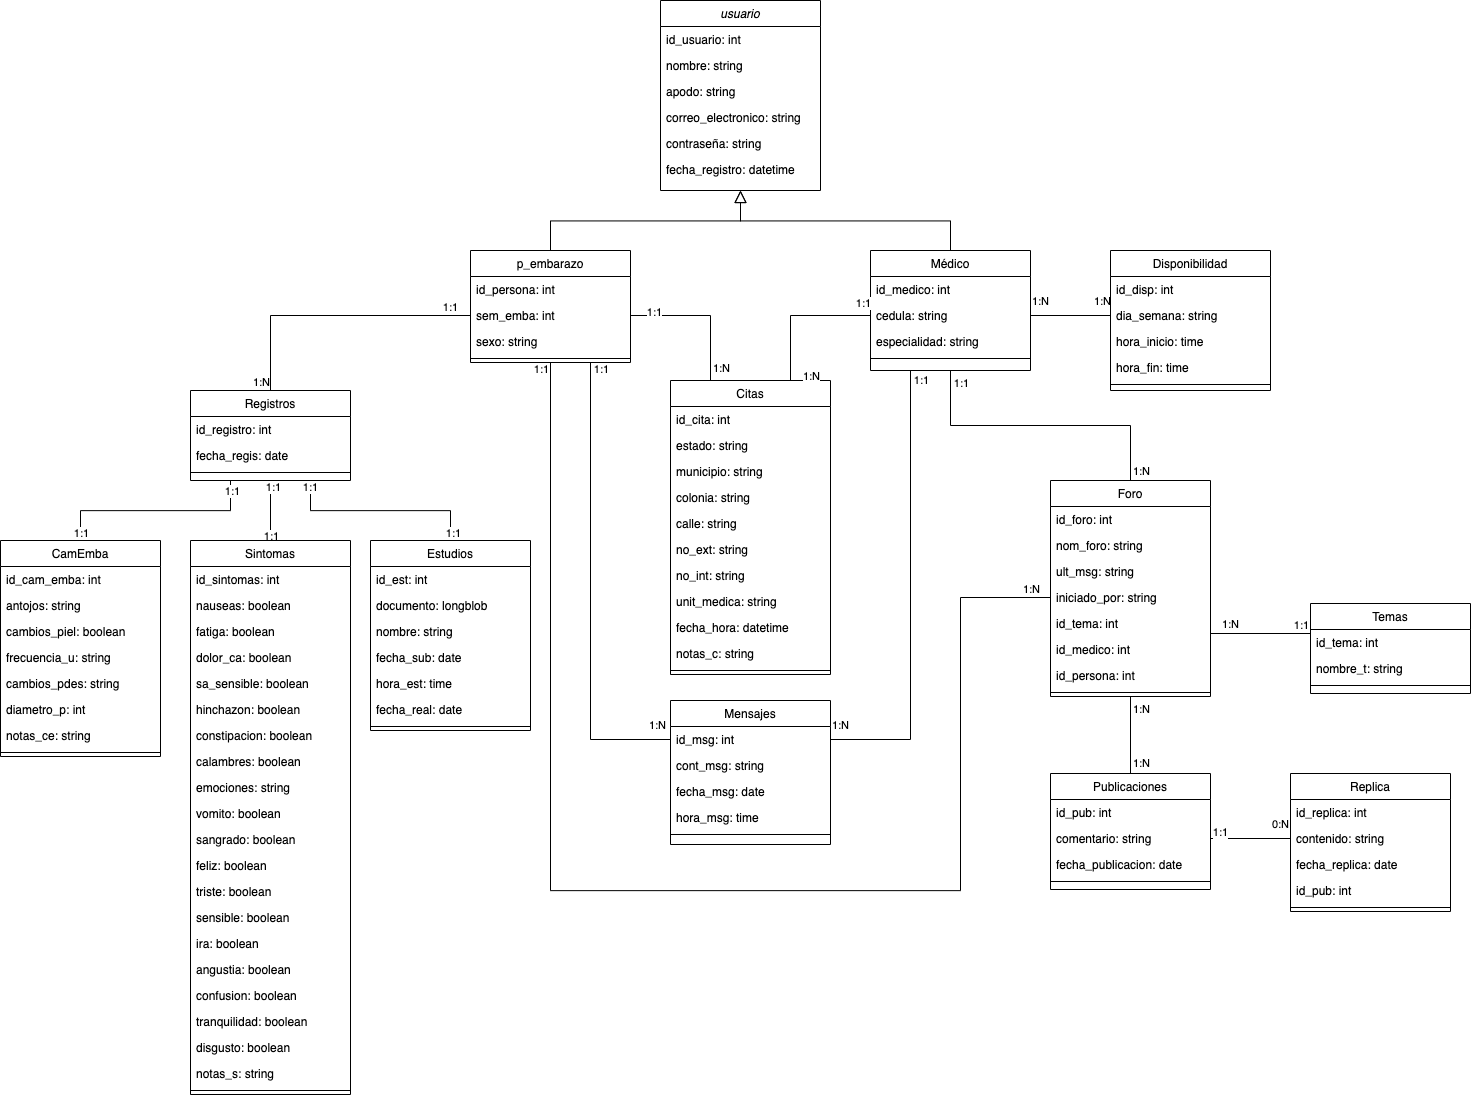 usuario
id_usuario: int
nombre: string
apodo: string
correo_electronico: string
contraseña: string
fecha_registro: datetime
p_embarazo
id_persona: int
sem_emba: int
sexo: string
Médico
id_medico: int
cedula: string
especialidad: string
Disponibilidad
id_disp: int
dia_semana: string
hora_inicio: time
hora_fin: time
1:1
1:1
1:1
1:N
1:N
1:N
1:1
1:1
1:1
1:1
1:N
1:N
1:N
Registros
id_registro: int
fecha_regis: date
1:1
1:1
1:1
1:1
1:1
1:1
CamEmba
id_cam_emba: int
antojos: string
cambios_piel: boolean
frecuencia_u: string
cambios_pdes: string
diametro_p: int
notas_ce: string
Sintomas
id_sintomas: int
nauseas: boolean
fatiga: boolean
dolor_ca: boolean
sa_sensible: boolean
hinchazon: boolean
constipacion: boolean
calambres: boolean
emociones: string
vomito: boolean
sangrado: boolean
feliz: boolean
triste: boolean
sensible: boolean
ira: boolean
angustia: boolean
confusion: boolean
tranquilidad: boolean
disgusto: boolean
notas_s: string
Estudios
id_est: int
documento: longblob
nombre: string
fecha_sub: date
hora_est: time
fecha_real: date
Citas
id_cita: int
estado: string
municipio: string
colonia: string
calle: string
no_ext: string
no_int: string
unit_medica: string
fecha_hora: datetime
notas_c: string
1:N
1:N
Mensajes
id_msg: int
cont_msg: string
fecha_msg: date
hora_msg: time
1:N
1:N
Foro
id_foro: int
nom_foro: string
ult_msg: string
iniciado_por: string
id_tema: int
id_medico: int
id_persona: int
1:N
1:1
Temas
id_tema: int
nombre_t: string
1:N
1:N
Publicaciones
id_pub: int
comentario: string
fecha_publicacion: date
1:1
0:N
Replica
id_replica: int
contenido: string
fecha_replica: date
id_pub: int